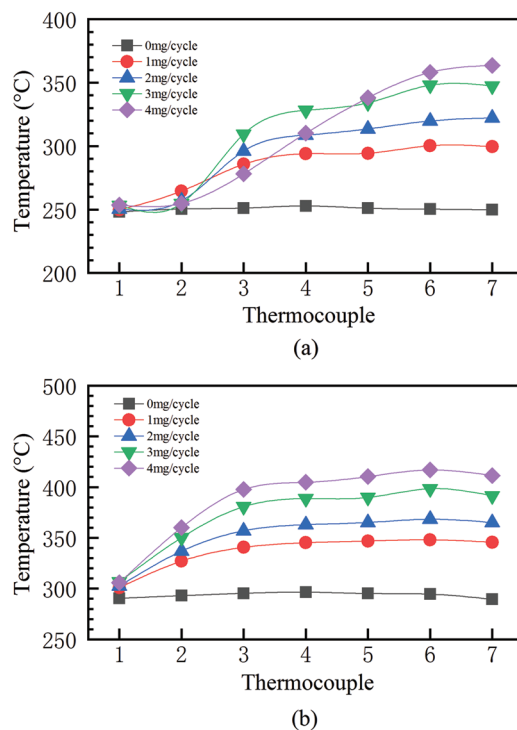 400
350
300
250
200
Temperature (°C)
0mg/cycle
1mg/cycle
2mg/cycle
3mg/cycle
4mg/cycle
1 2 3 4 5 6 7
Thermocouple
(a)
500
450
400
350
300
250
Temperature (°C)
0mg/cycle
1mg/cycle
2mg/cycle
3mg/cycle
4mg/cycle
1 2 3 4 5 6 7
Thermocouple
(b)